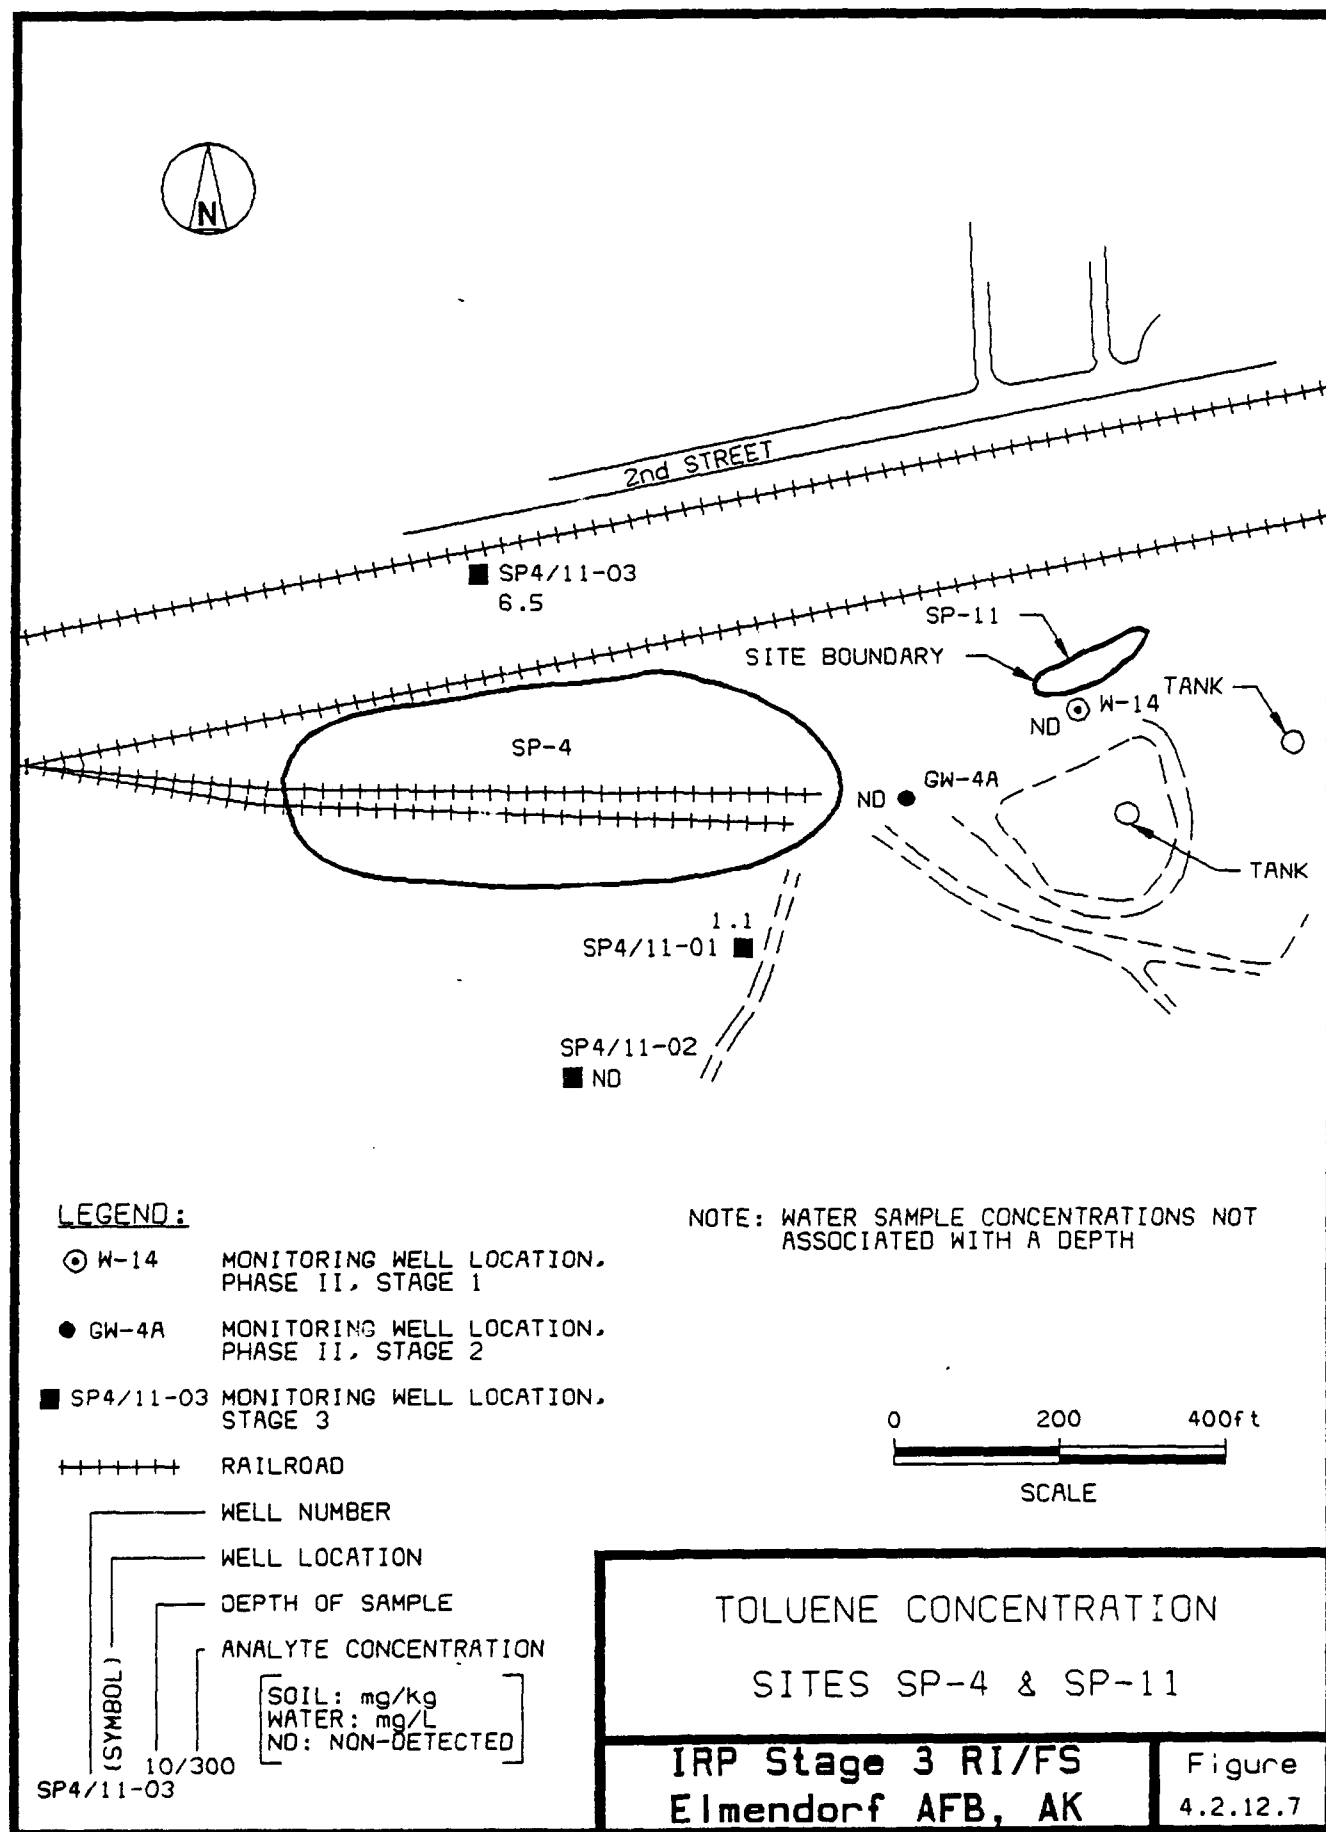 N
2nd STREET
SP4/11-03
6.5
SP-11
SITE BOUNDARY
W-14
TANK
ND
SP-4
GW-4A
ND
TANK
1.1
SP4/11-01
SP4/11-02
ND
LEGEND:
W-14 MONITORING WELL LOCATION,
PHASE II, STAGE 1
GW-4A MONITORING WELL LOCATION,
PHASE II, STAGE 2
SP4/11-03 MONITORING WELL LOCATION,
STAGE 3
RAILROAD
WELL NUMBER
WELL LOCATION
DEPTH OF SAMPLE
ANALYTE CONCENTRATION
SOIL: mg/kg
WATER: mg/L
ND: NON-DETECTED
(SYMBOL)
10/300
SP4/11-03
NOTE: WATER SAMPLE CONCENTRATIONS NOT
ASSOCIATED WITH A DEPTH
0 200 400ft
SCALE
TOLUENE CONCENTRATION
SITES SP-4 & SP-11
IRP Stage 3 RI/FS
Elmendorf AFB, AK
Figure
4.2.12.7